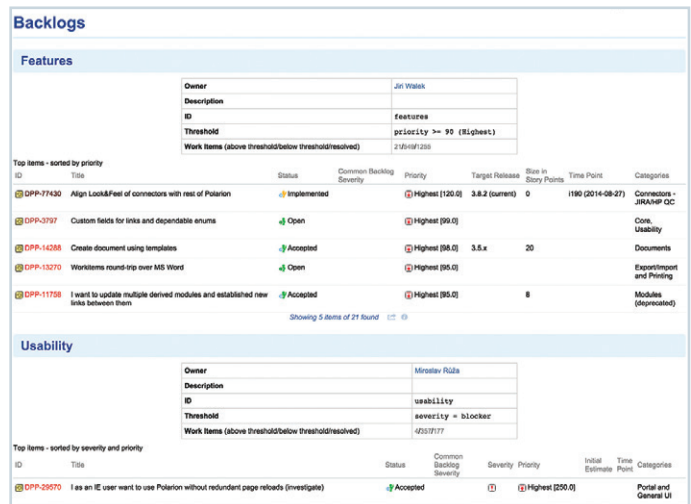 Backlogs
Features
Owner Jiri Walek
Description
ID features
Threshold priority >= 90 (Highest)
Work Items (above threshold/below threshold/resolved) 21/849/1256
Top items - sorted by priority
ID Title Status Common Backlog Severity Priority Target Release Size in Story Points Time Point Categories
DPP-77430 Align Look&Feel of connectors with rest of Polarion Implemented Highest [120.0] 3.8.2 (current) 0 i190 (2014-08-27) Connectors - JIRA/HP QC
DPP-3797 Custom fields for links and dependable enums Open Highest [99.0] Core, Usability
DPP-14288 Create document using templates Accepted Highest [98.0] 3.5.x 20 Documents
DPP-13270 Workitems round-trip over MS Word Open Highest [95.0] Export/Import and Printing
DPP-11758 I want to update multiple derived modules and established new links between them Accepted Highest [95.0] 8 Modules (deprecated)
Showing 5 items of 21 found
Usability
Owner Miroslav Růža
Description
ID usability
Threshold severity = blocker
Work Items (above threshold/below threshold/resolved) 4/357/177
Top items - sorted by severity and priority
ID Title Status Common Backlog Severity Severity Priority Initial Estimate Time Point Categories
DPP-29570 I as an IE user want to use Polarion without redundant page reloads (investigate) Accepted Highest [250.0] Portal and General UI